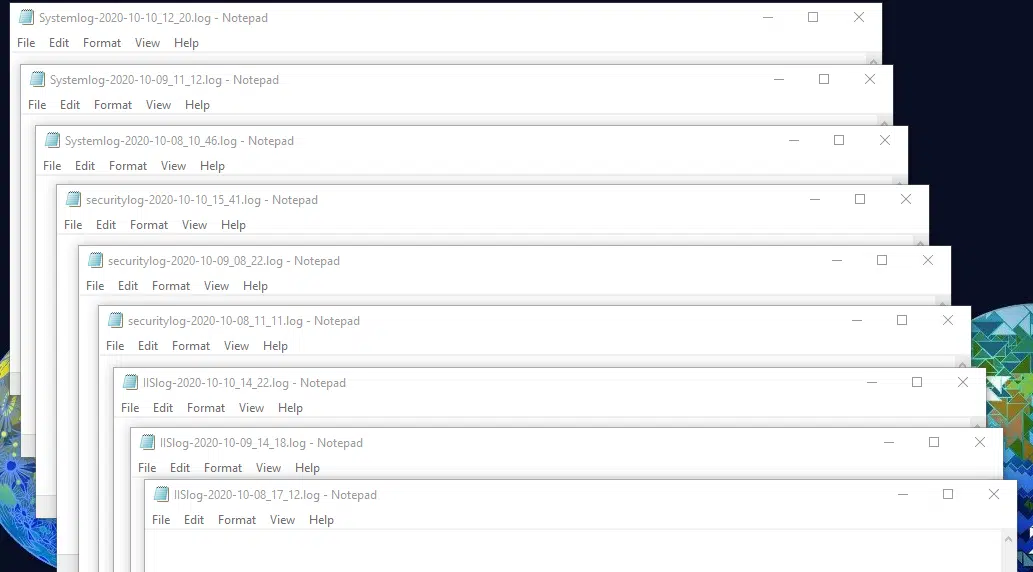 Systemlog-2020-10-10_12_20.log - Notepad
File Edit Format View Help
Systemlog-2020-10-09_11_12.log - Notepad
File Edit Format View Help
Systemlog-2020-10-08_10_46.log - Notepad
File Edit Format View Help
securitylog-2020-10-10_15_41.log - Notepad
File Edit Format View Help
securitylog-2020-10-09_08_22.log - Notepad
File Edit Format View Help
securitylog-2020-10-08_11_11.log - Notepad
File Edit Format View Help
IISlog-2020-10-10_14_22.log - Notepad
File Edit Format View Help
IISlog-2020-10-09_14_18.log - Notepad
File Edit Format View Help
IISlog-2020-10-08_17_12.log - Notepad
File Edit Format View Help